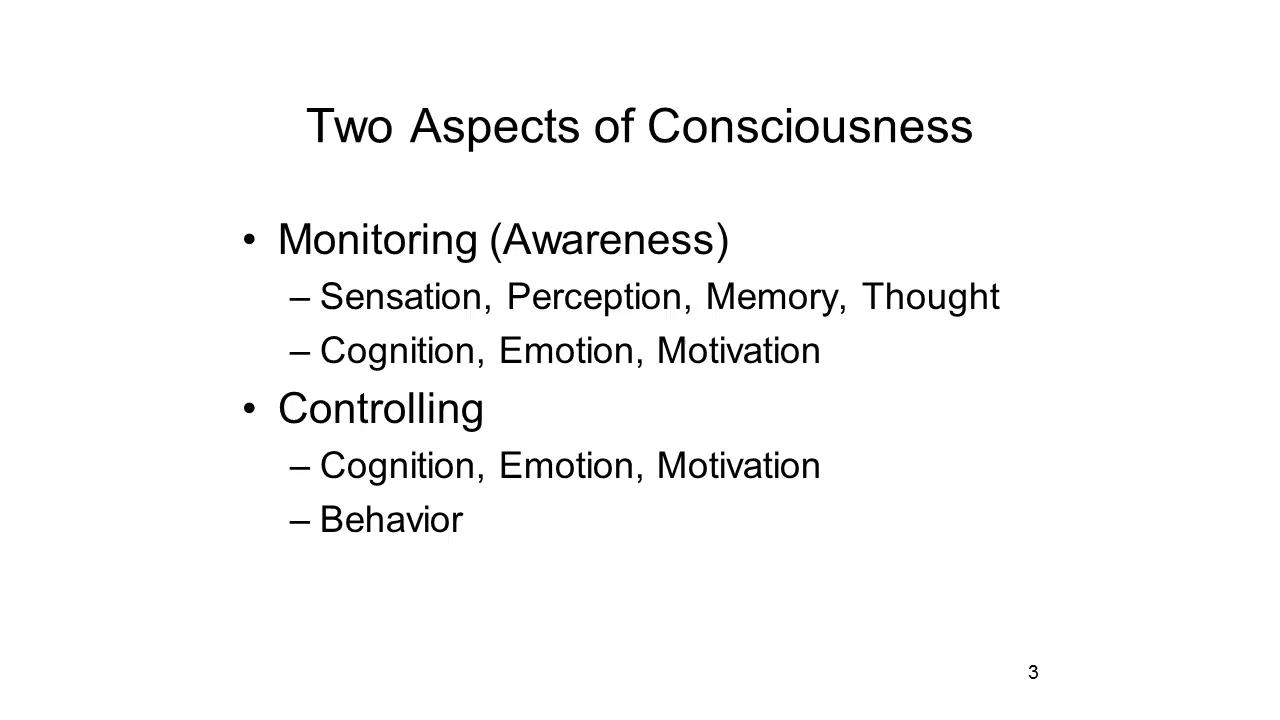 Two Aspects of Consciousness
• Monitoring (Awareness)
– Sensation, Perception, Memory, Thought
– Cognition, Emotion, Motivation
• Controlling
– Cognition, Emotion, Motivation
– Behavior
3